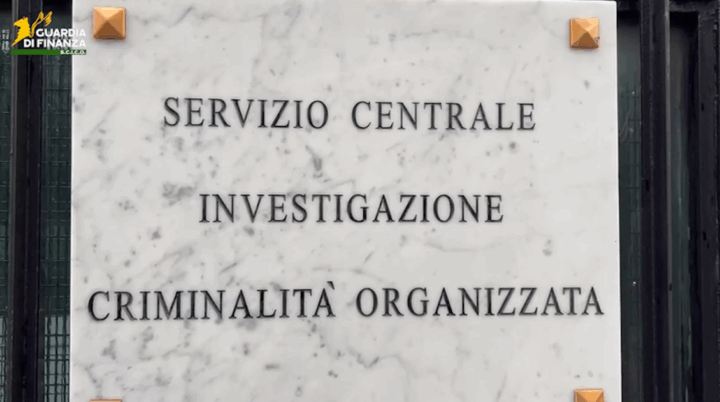 GUARDIA
DI FINANZA
S.C.I.C.O.
SERVIZIO CENTRALE
INVESTIGAZIONE
CRIMINALITÀ ORGANIZZATA